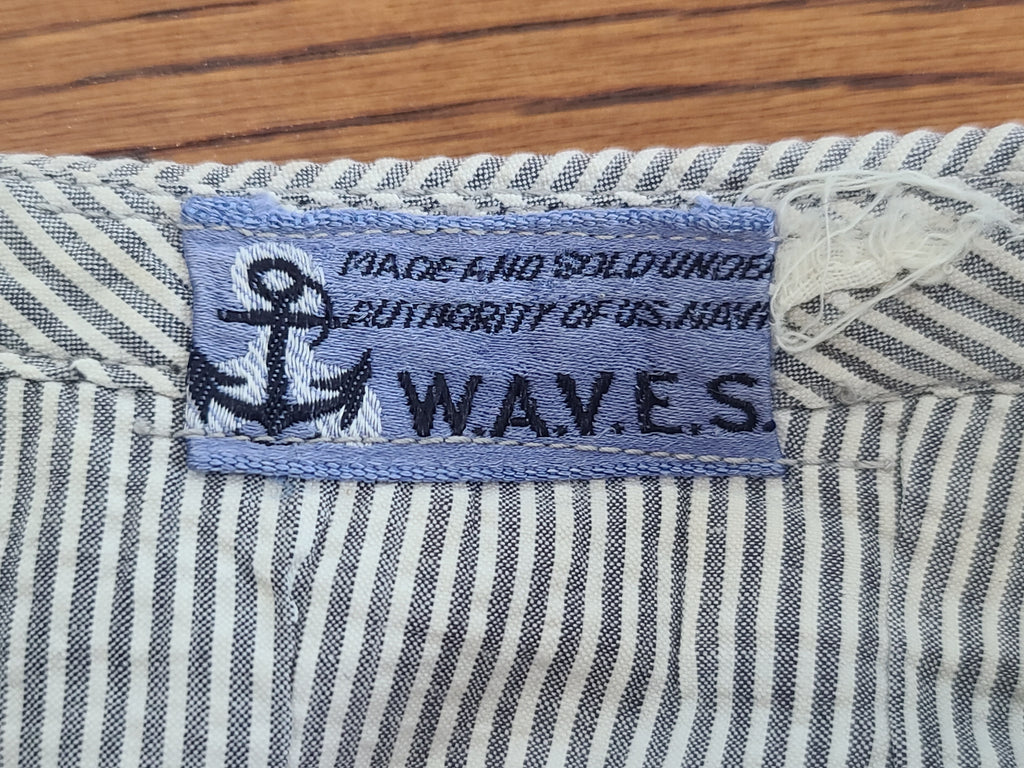 MADE AND SOLD UNDER
AUTHORITY OF U.S. NAVY
W.A.V.E.S.